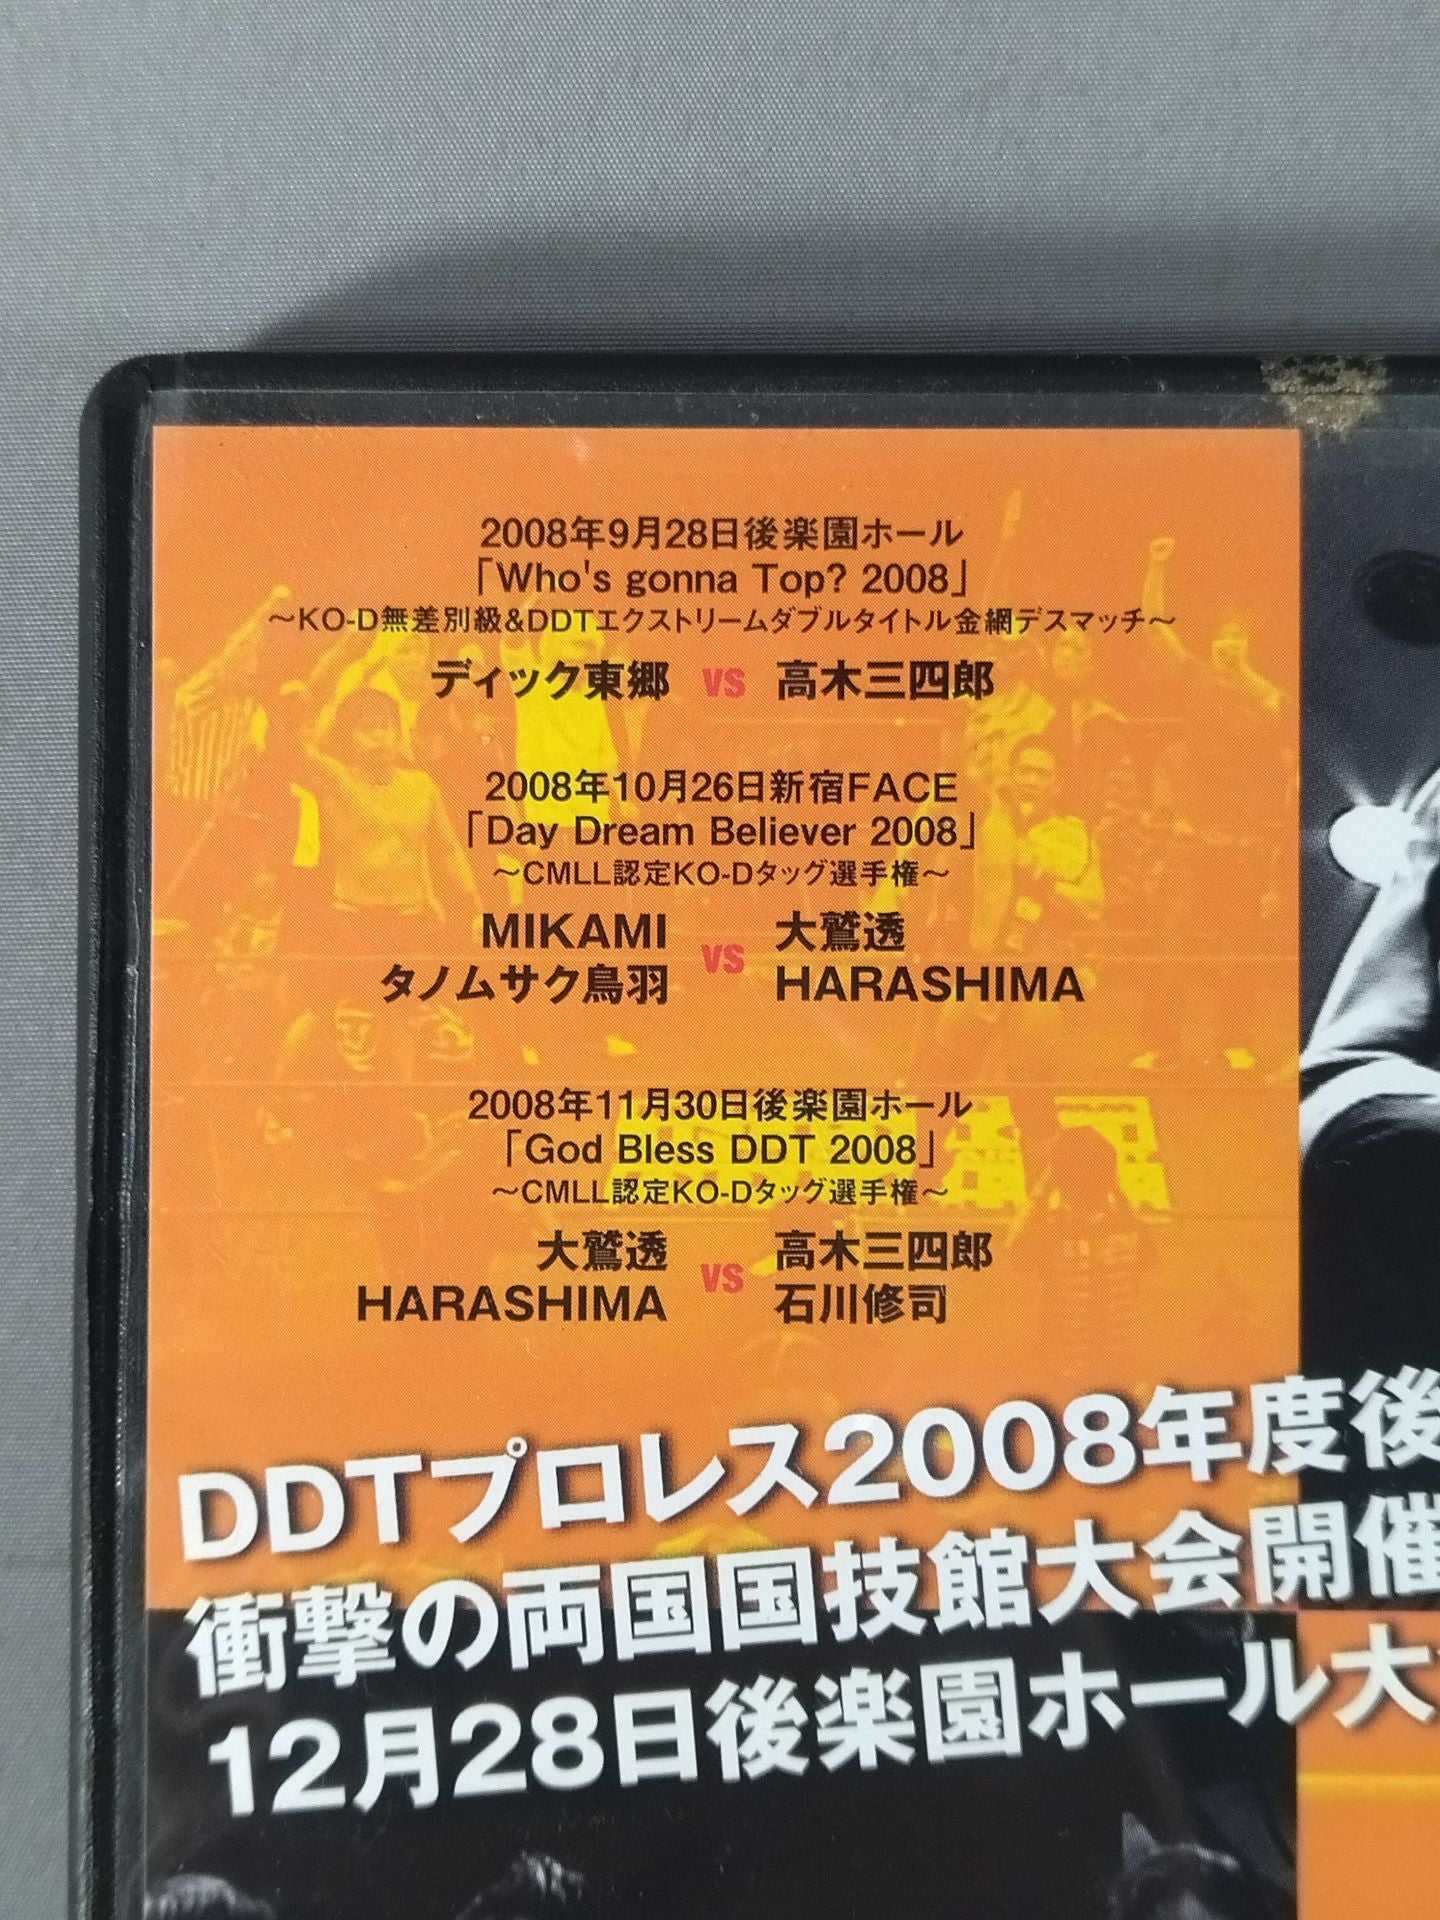 2008年9月28日後楽園ホール
「Who's gonna Top? 2008」
～KO-D無差別級&DDTエクストリームダブルタイトル金網デスマッチ～
ディック東郷 vs 高木三四郎
2008年10月26日新宿FACE
「Day Dream Believer 2008」
～CMLL認定KO-Dタッグ選手権～
MIKAMI
タノムサク鳥羽
vs
大鷲透
HARASHIMA
2008年11月30日後楽園ホール
「God Bless DDT 2008」
～CMLL認定KO-Dタッグ選手権～
大鷲透
HARASHIMA
vs
高木三四郎
石川修司
DDTプロレス2008年度後
衝撃の両国国技館大会開催
12月28日後楽園ホール大